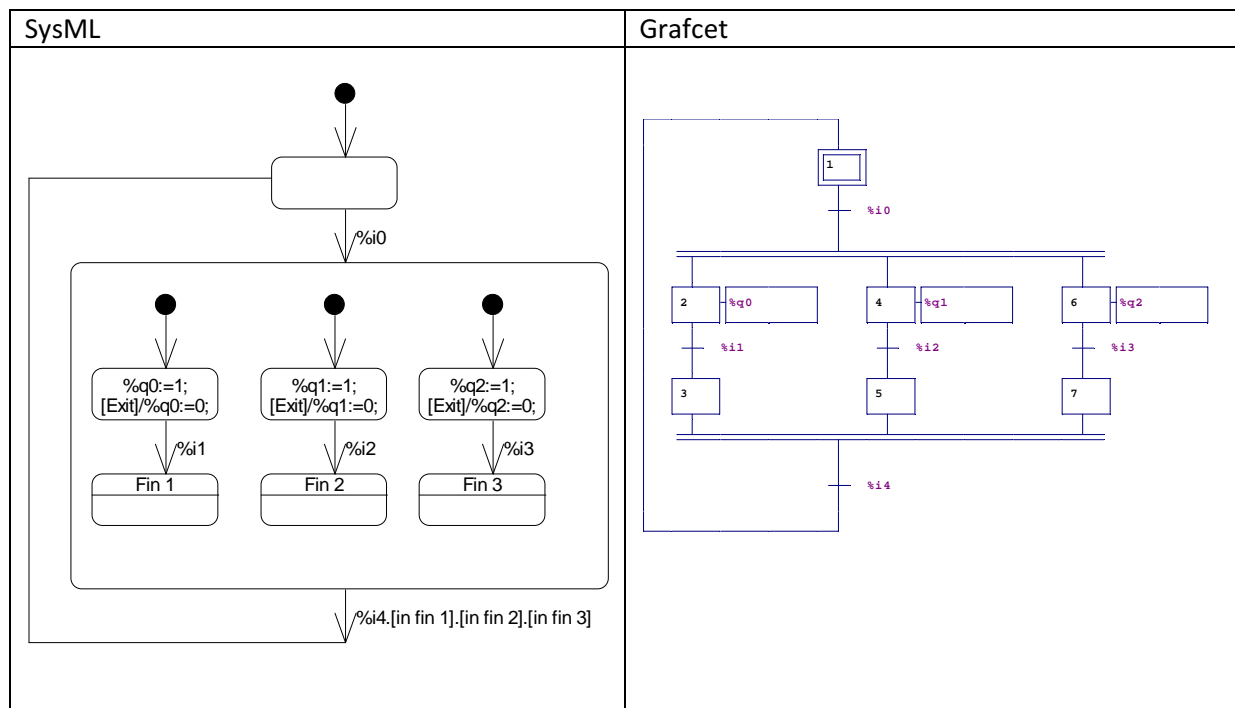 SysML
Grafcet
%i0
%q0:=1;
[Exit]/%q0:=0;
%q1:=1;
[Exit]/%q1:=0;
%q2:=1;
[Exit]/%q2:=0;
%i1
%i2
%i3
Fin 1
Fin 2
Fin 3
%i4.[in fin 1].[in fin 2].[in fin 3]
1
%i0
2
%q0
4
%q1
6
%q2
%i1
%i2
%i3
3
5
7
%i4